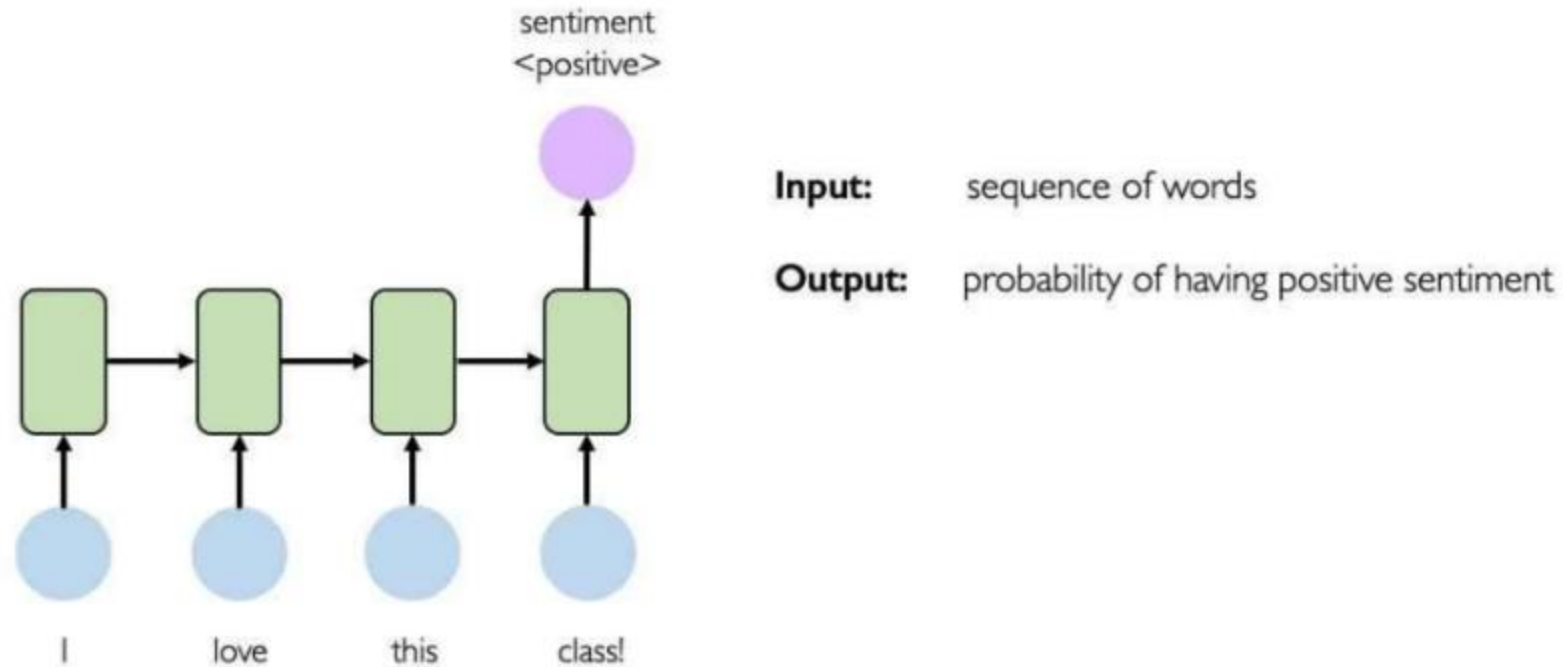 sentiment
<positive>
Input: sequence of words
Output: probability of having positive sentiment
I love this class!